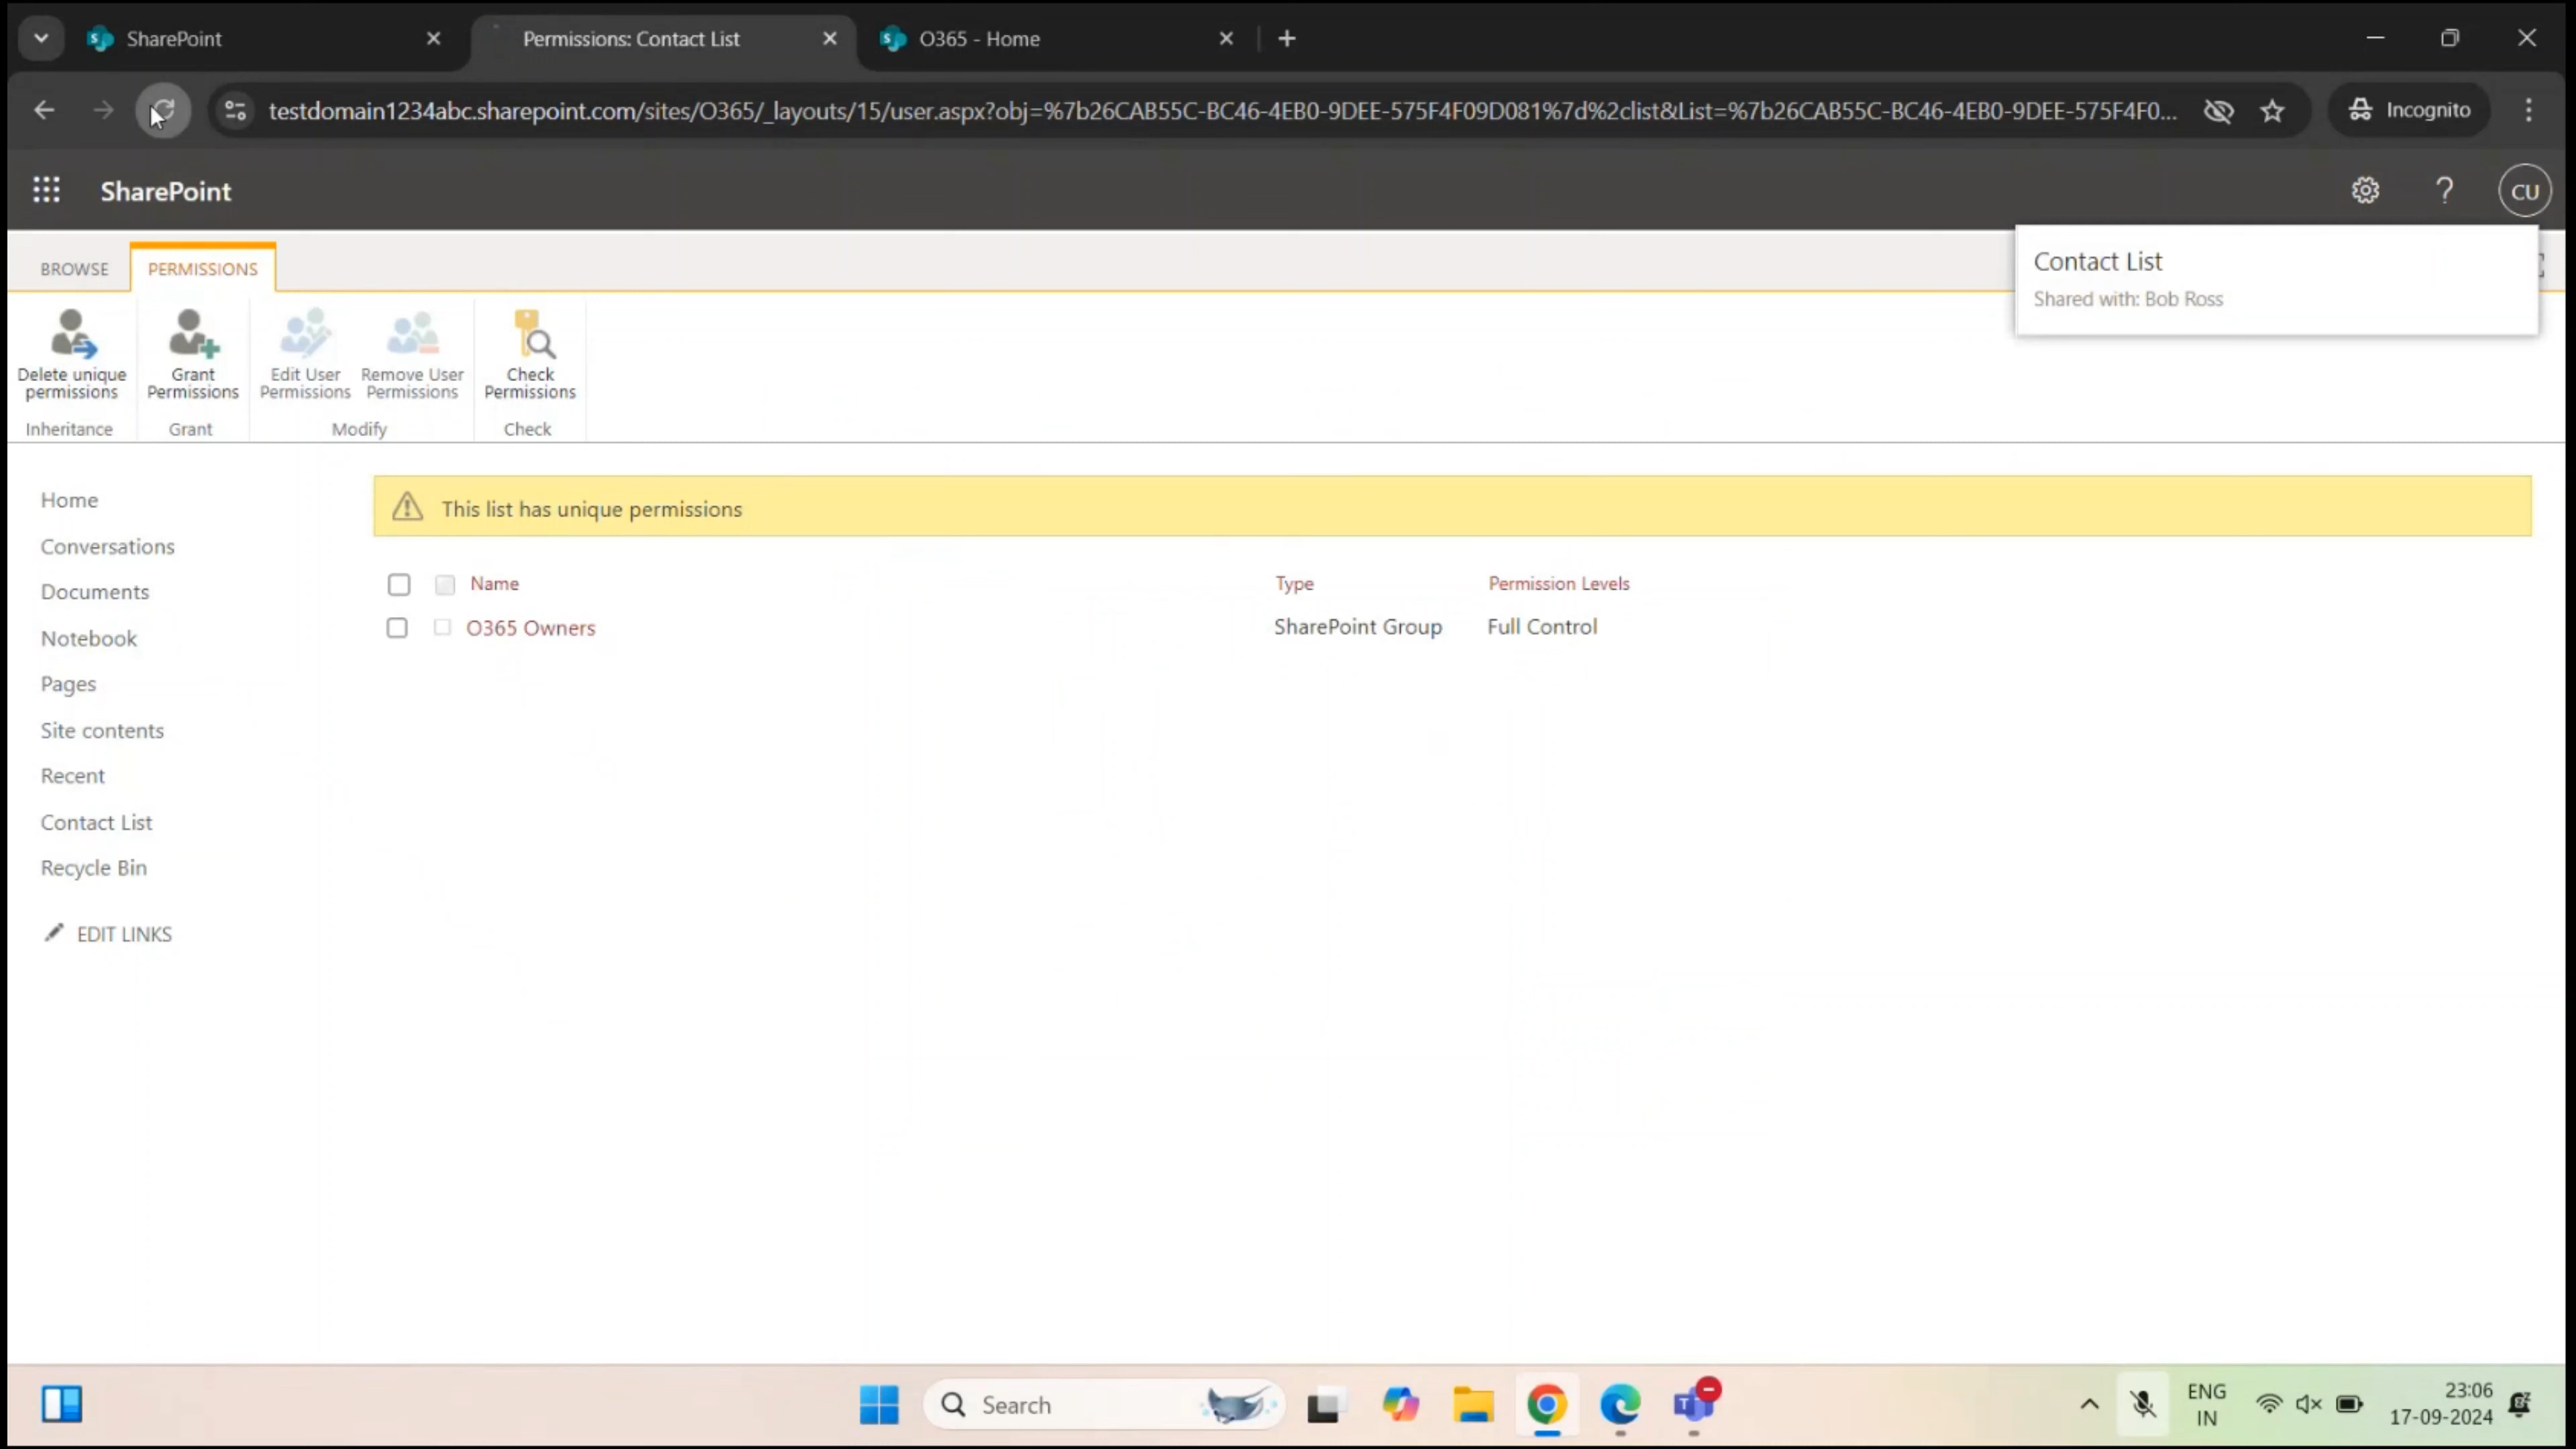 SharePoint
Permissions: Contact List
O365 - Home
testdomain1234abc.sharepoint.com/sites/O365/_layouts/15/user.aspx?obj=%7b26CAB55C-BC46-4EB0-9DEE-575F4F09D081%7d%2clist&List=%7b26CAB55C-BC46-4EB0-9DEE-575F4F0...
Incognito
SharePoint
?
CU
BROWSE
PERMISSIONS
Contact List
Shared with: Bob Ross
Delete unique
permissions
Grant
Permissions
Edit User
Permissions
Remove User
Permissions
Check
Permissions
Inheritance
Grant
Modify
Check
Home
Conversations
Documents
Notebook
Pages
Site contents
Recent
Contact List
Recycle Bin
EDIT LINKS
This list has unique permissions
Name
Type
Permission Levels
O365 Owners
SharePoint Group
Full Control
Search
ENG
IN
23:06
17-09-2024